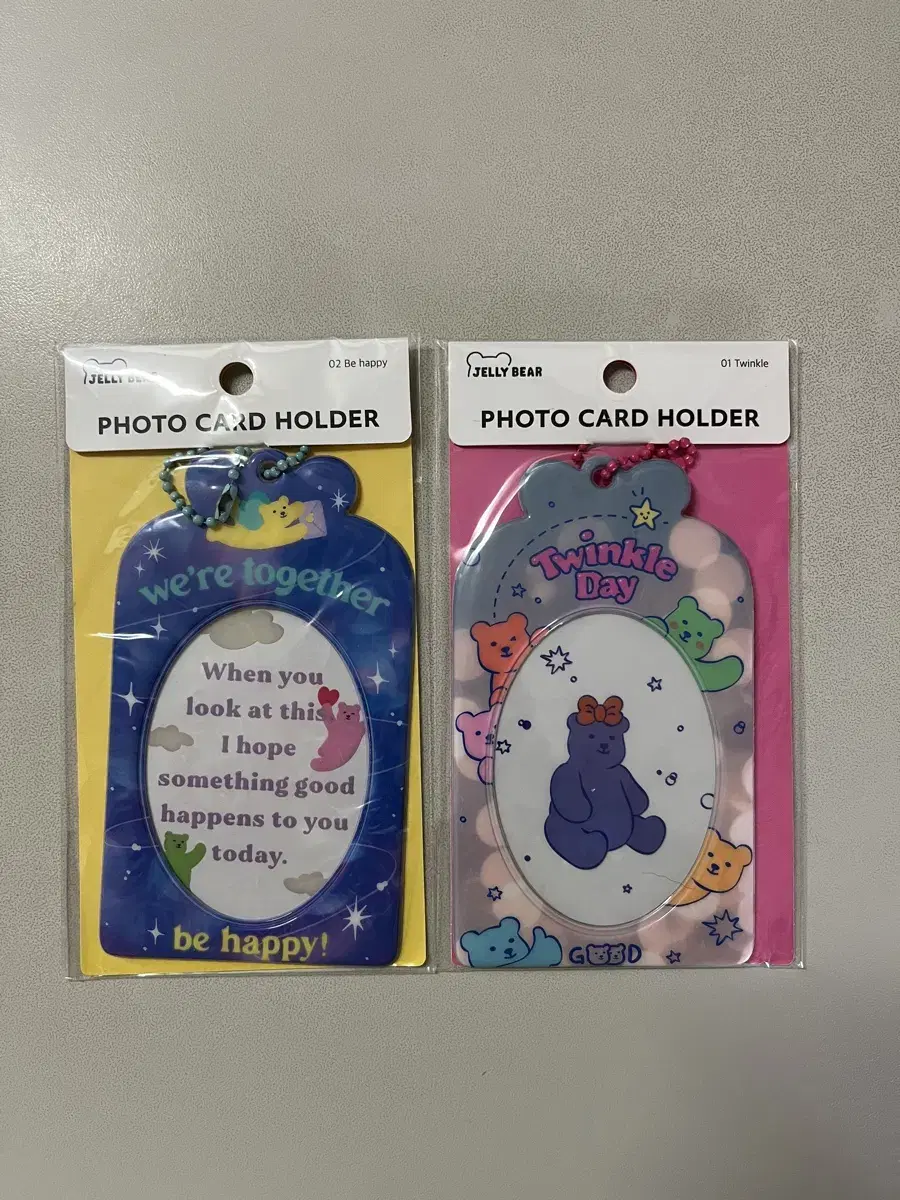 JELLY BEAR
02 Be happy
PHOTO CARD HOLDER
we're together
When you
look at this
I hope
something good
happens to you
today.
be happy!
JELLY BEAR
01 Twinkle
PHOTO CARD HOLDER
Twinkle
Day
GOOD